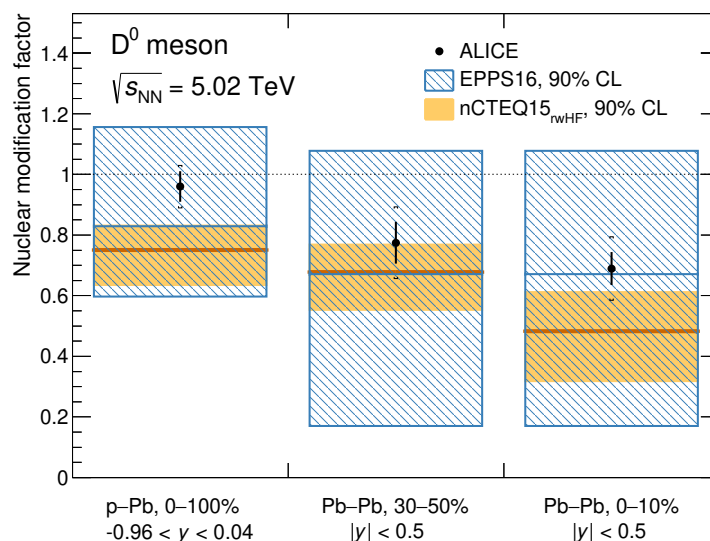 D⁰ meson
√sNN = 5.02 TeV
ALICE
EPPS16, 90% CL
nCTEQ15rwHF, 90% CL
Nuclear modification factor
1.4
1.2
1
0.8
0.6
0.4
0.2
0
p–Pb, 0–100%
-0.96 < y < 0.04
Pb–Pb, 30–50%
|y| < 0.5
Pb–Pb, 0–10%
|y| < 0.5